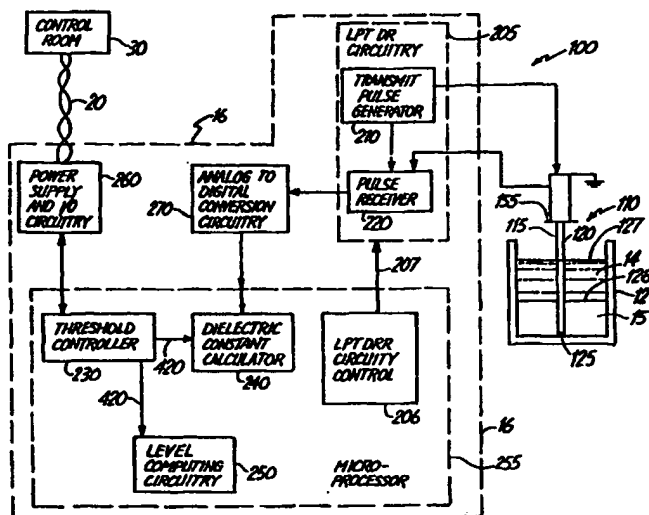 CONTROL
ROOM
30
20
16
LPT DR
CIRCUITRY
205
100
TRANSMIT
PULSE
GENERATOR
210
POWER
SUPPLY
AND I/O
CIRCUITRY
260
ANALOG TO
DIGITAL
CONVERSION
CIRCUITRY
270
PULSE
RECEIVER
220
155
115
110
120
127
14
126
12
15
125
207
THRESHOLD
CONTROLLER
230
420
DIELECTRIC
CONSTANT
CALCULATOR
240
LPT DRR
CIRCUITY
CONTROL
206
420
LEVEL
COMPUTING
CIRCUITRY
250
MICRO-
PROCESSOR
255
16